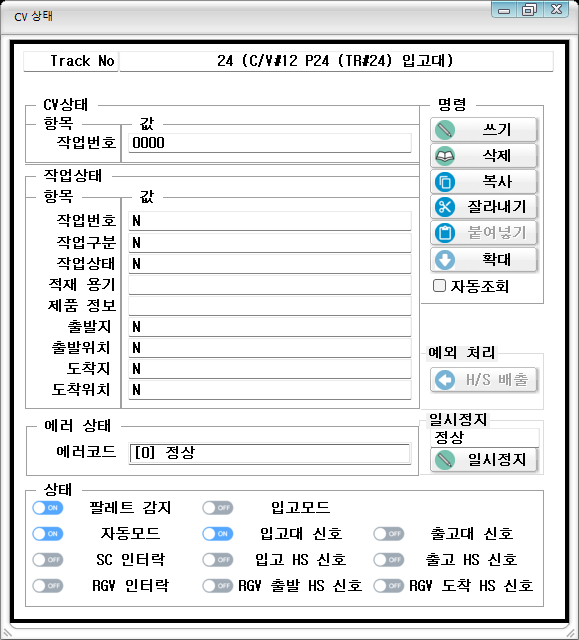 CV 상태
Track No 24 (C/V#12 P24 (TR#24) 입고대)
CV상태
항목 값
작업번호 0000
작업상태
항목 값
작업번호 N
작업구분 N
작업상태 N
적재 용기
제품 정보
출발지 N
출발위치 N
도착지 N
도착위치 N
명령
쓰기
삭제
복사
잘라내기
붙여넣기
확대
자동조회
예외 처리
H/S 배출
에러 상태
에러코드 [0] 정상
일시정지
정상
일시정지
상태
ON 팔레트 감지 OFF 입고모드
ON 자동모드 ON 입고대 신호 OFF 출고대 신호
OFF SC 인터락 OFF 입고 HS 신호 OFF 출고 HS 신호
OFF RGV 인터락 OFF RGV 출발 HS 신호 OFF RGV 도착 HS 신호